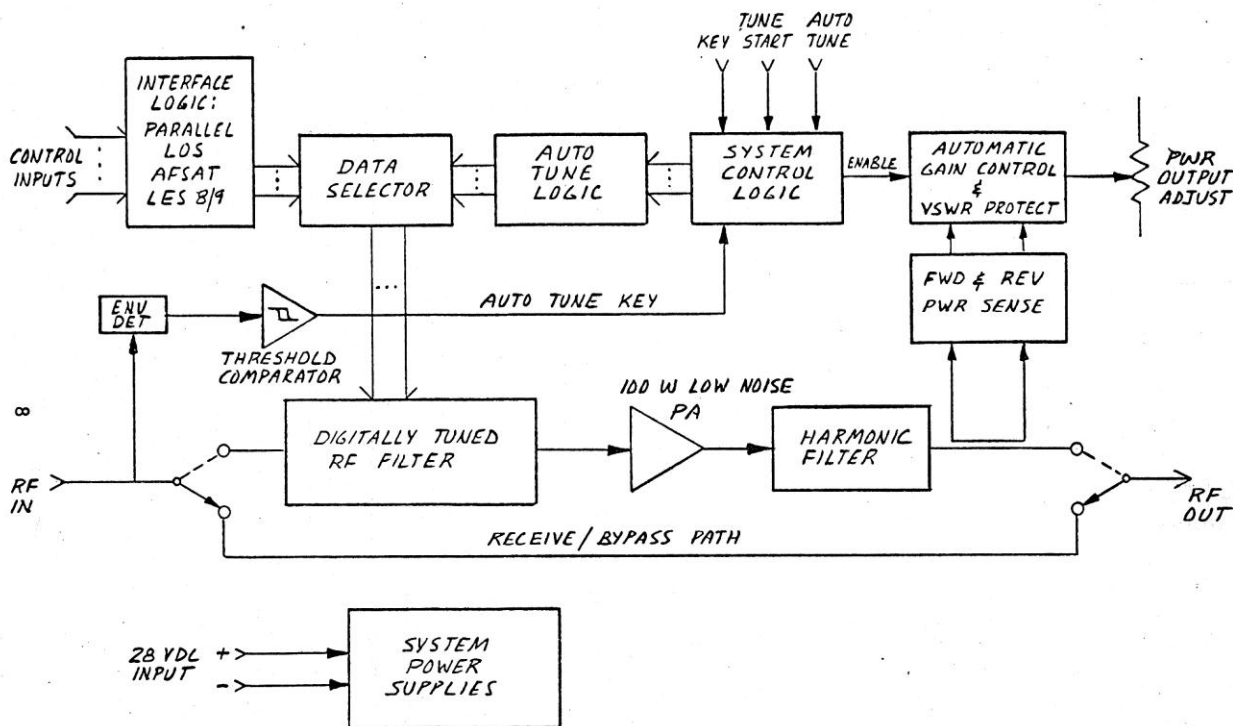 TUNE AUTO
KEY START TUNE
INTERFACE
LOGIC:
PARALLEL
LOS
AFSAT
LES 8/9
CONTROL
INPUTS
DATA
SELECTOR
AUTO
TUNE
LOGIC
SYSTEM
CONTROL
LOGIC
ENABLE
AUTOMATIC
GAIN CONTROL
&
VSWR PROTECT
PWR
OUTPUT
ADJUST
ENV
DET
THRESHOLD
COMPARATOR
AUTO TUNE KEY
FWD & REV
PWR SENSE
100 W LOW NOISE
PA
8
RF
IN
DIGITALLY TUNED
RF FILTER
HARMONIC
FILTER
RF
OUT
RECEIVE/BYPASS PATH
28 VDC
INPUT
+
-
SYSTEM
POWER
SUPPLIES